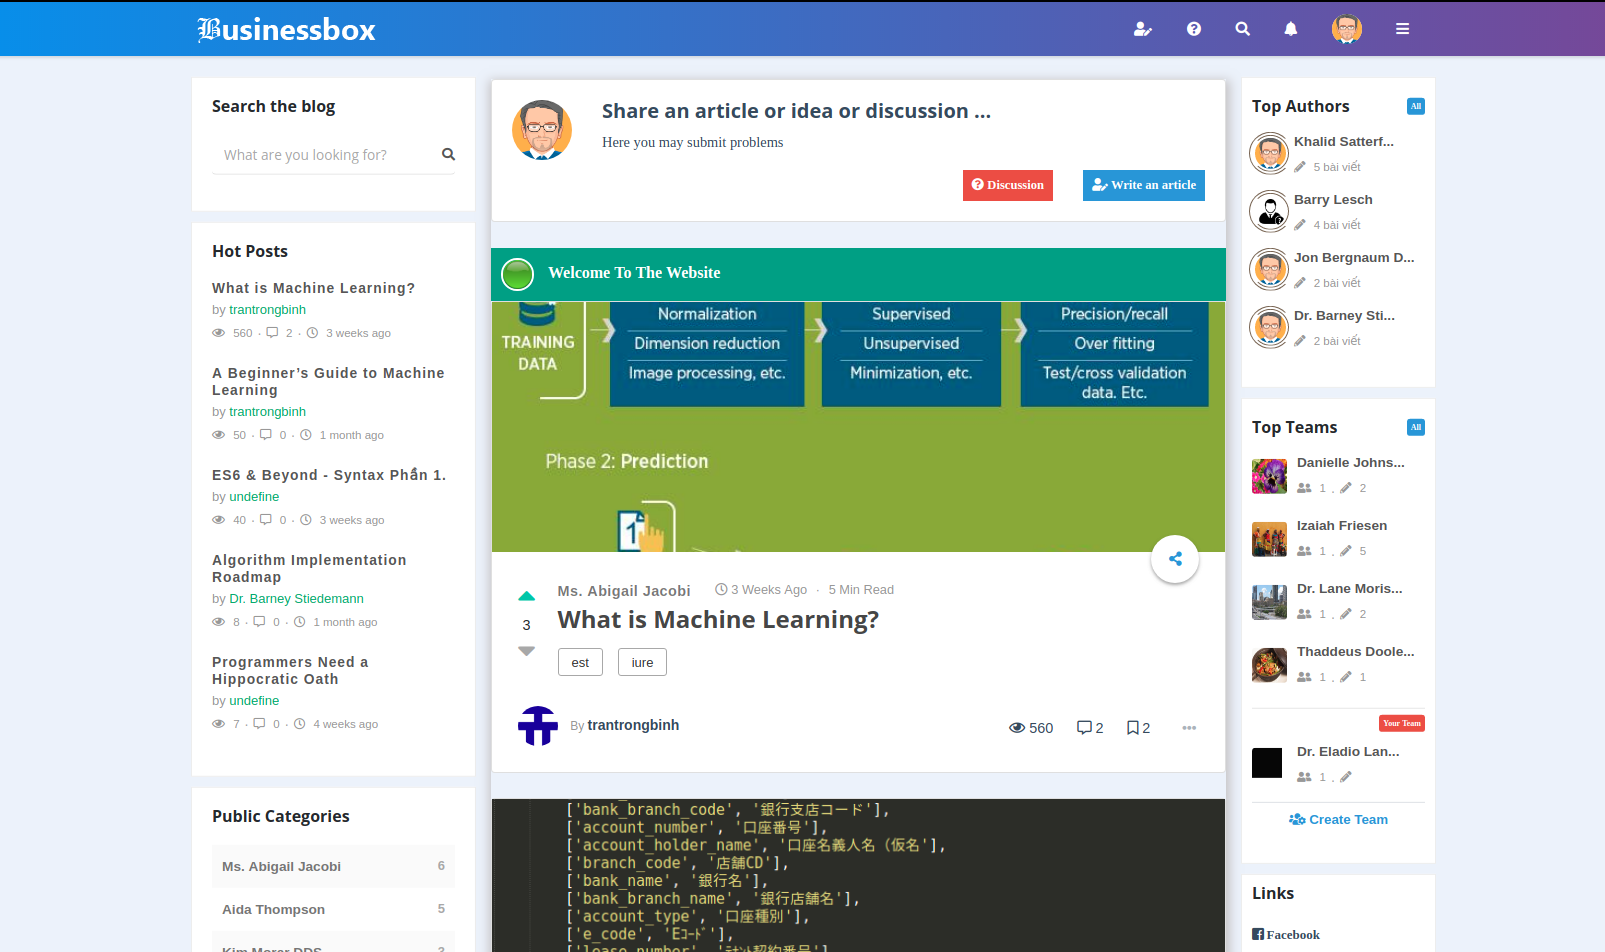 Businessbox
Search the blog
What are you looking for?
Hot Posts
What is Machine Learning?
by trantrongbinh
560 · 2 · 3 weeks ago
A Beginner’s Guide to Machine
Learning
by trantrongbinh
50 · 0 · 1 month ago
ES6 & Beyond - Syntax Phần 1.
by undefine
40 · 0 · 3 weeks ago
Algorithm Implementation
Roadmap
by Dr. Barney Stiedemann
8 · 0 · 1 month ago
Programmers Need a
Hippocratic Oath
by undefine
7 · 0 · 4 weeks ago
Public Categories
Ms. Abigail Jacobi 6
Aida Thompson 5
Kim Morar DDS 3
Share an article or idea or discussion ...
Here you may submit problems
Discussion
Write an article
Welcome To The Website
TRAINING
DATA
Normalization
Dimension reduction
Image processing, etc.
Supervised
Unsupervised
Minimization, etc.
Precision/recall
Over fitting
Test/cross validation
data. Etc.
Phase 2: Prediction
1
Ms. Abigail Jacobi 3 Weeks Ago · 5 Min Read
3
What is Machine Learning?
est iure
By trantrongbinh
560 2 2
['bank_branch_code', '銀行支店コード'],
['account_number', '口座番号'],
['account_holder_name', '口座名義人名（仮名'],
['branch_code', '店舗CD'],
['bank_name', '銀行名'],
['bank_branch_name', '銀行店舗名'],
['account_type', '口座種別'],
['e_code', 'Eｺｰﾄﾞ'],
['lease_number', 'ﾃﾅﾝﾄ契約番号']
Top Authors All
Khalid Satterf...
5 bài viết
Barry Lesch
4 bài viết
Jon Bergnaum D...
2 bài viết
Dr. Barney Sti...
2 bài viết
Top Teams All
Danielle Johns...
1 . 2
Izaiah Friesen
1 . 5
Dr. Lane Moris...
1 . 2
Thaddeus Doole...
1 . 1
Your Team
Dr. Eladio Lan...
1 .
Create Team
Links
Facebook